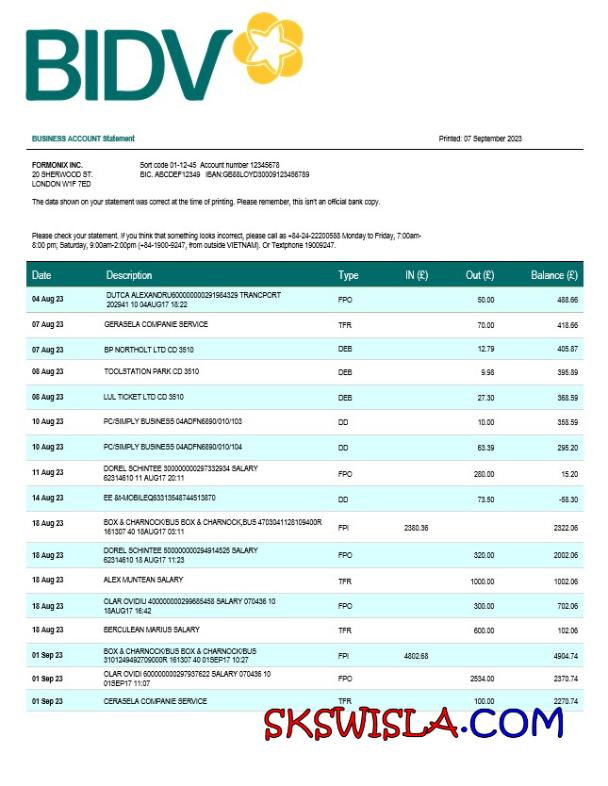 BIDV
BUSINESS ACCOUNT Statement Printed: 07 September 2023
FORMONIX INC. Sort code 01-12-45 Account number 12345678
20 SHERWOOD ST. BIC. ABCDEF12349 IBAN:GB88LOYD30009123456789
LONDON W1F 7ED
The data shown on your statement was correct at the time of printing. Please remember, this isn't an official bank copy.
Please check your statement. If you think that something looks incorrect, please call as +84-24-22200588 Monday to Friday, 7:00am-
8:00 pm; Saturday, 9:00am-2:00pm (+84-1900-9247, from outside VIETNAM). Or Textphone 19009247.
Date Description Type IN (£) Out (£) Balance (£)
04 Aug 23 DUTCA ALEXANDRU600000000291984329 TRANCPORT FPO 50.00 488.66
202941 10 04AUG17 18:22
07 Aug 23 GERASELA COMPANIE SERVICE TFR 70.00 418.66
07 Aug 23 BP NORTHOLT LTD CD 3510 DEB 12.79 405.87
08 Aug 23 TOOLSTATION PARK CD 3510 DEB 9.98 395.89
08 Aug 23 LUL TICKET LTD CD 3510 DEB 27.30 368.59
10 Aug 23 PC/SIMPLY BUSINESS 04ADFN6890/010/103 DD 10.00 358.59
10 Aug 23 PC/SIMPLY BUSINESS 04ADFN6890/010/104 DD 63.39 295.20
11 Aug 23 DOREL SCHINTEE 300000000297332934 SALARY FPO 280.00 15.20
62314610 11 AUG17 20:11
14 Aug 23 EE &t-MOBILEQ63313548744513870 DD 73.50 -58.30
18 Aug 23 BOX & CHARNOCK/BUS BOX & CHARNOCK,BUS 4703041128109400R FPI 2380.36 2322.06
161307 40 18AUG17 03:11
18 Aug 23 DOREL SCHINTEE 500000000294914525 SALARY FPO 320.00 2002.06
62314610 18 AUG17 11:23
18 Aug 23 ALEX MUNTEAN SALARY TFR 1000.00 1002.06
18 Aug 23 OLAR OVIDIU 400000000299685458 SALARY 070436 10 FPO 300.00 702.06
18AUG17 16:42
18 Aug 23 BERCULEAN MARIUS SALARY TFR 600.00 102.06
01 Sep 23 BOX & CHARNOCK/BUS BOX & CHARNOCK/BUS FPI 4802.68 4904.74
3101249492709000R 161307 40 01SEP17 10:27
01 Sep 23 OLAR OVIDI 600000000297937622 SALARY 070436 10 FPO 2534.00 2370.74
01SEP17 11:07
01 Sep 23 CERASELA COMPANIE SERVICE TFR 100.00 2270.74
SKSWISLA.COM